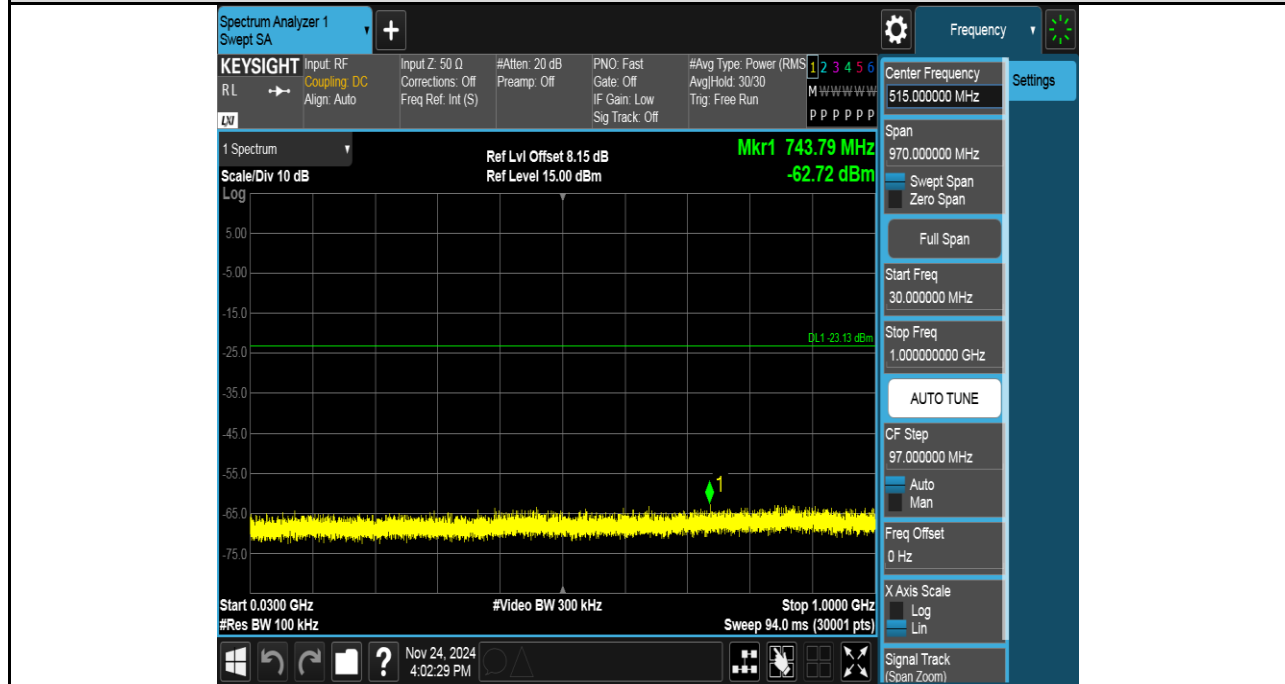 Spectrum Analyzer 1
Swept SA
+
Frequency
KEYSIGHT
RL
LXI
Input: RF
Coupling: DC
Align: Auto
Input Z: 50 Ω
Corrections: Off
Freq Ref: Int (S)
#Atten: 20 dB
Preamp: Off
PNO: Fast
Gate: Off
IF Gain: Low
Sig Track: Off
#Avg Type: Power (RMS
Avg|Hold: 30/30
Trig: Free Run
1 2 3 4 5 6
M W W W W W
P P P P P P
Center Frequency
515.000000 MHz
Settings
1 Spectrum
Scale/Div 10 dB
Log
Ref Lvl Offset 8.15 dB
Ref Level 15.00 dBm
Mkr1 743.79 MHz
-62.72 dBm
Span
970.000000 MHz
Swept Span
Zero Span
Full Span
Start Freq
30.000000 MHz
Stop Freq
1.000000000 GHz
AUTO TUNE
CF Step
97.000000 MHz
Auto
Man
Freq Offset
0 Hz
X Axis Scale
Log
Lin
Signal Track
(Span Zoom)
5.00
-5.00
-15.0
DL1 -23.13 dBm
-25.0
-35.0
-45.0
-55.0
1
-65.0
-75.0
Start 0.0300 GHz
#Video BW 300 kHz
Stop 1.0000 GHz
#Res BW 100 kHz
Sweep 94.0 ms (30001 pts)
?
Nov 24, 2024
4:02:29 PM